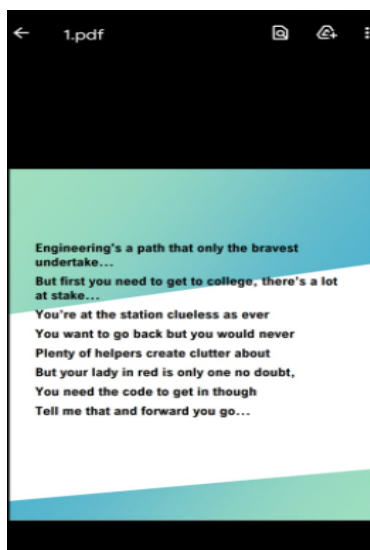 1.pdf
Engineering's a path that only the bravest
undertake...
But first you need to get to college, there's a lot
at stake...
You're at the station clueless as ever
You want to go back but you would never
Plenty of helpers create clutter about
But your lady in red is only one no doubt,
You need the code to get in though
Tell me that and forward you go...